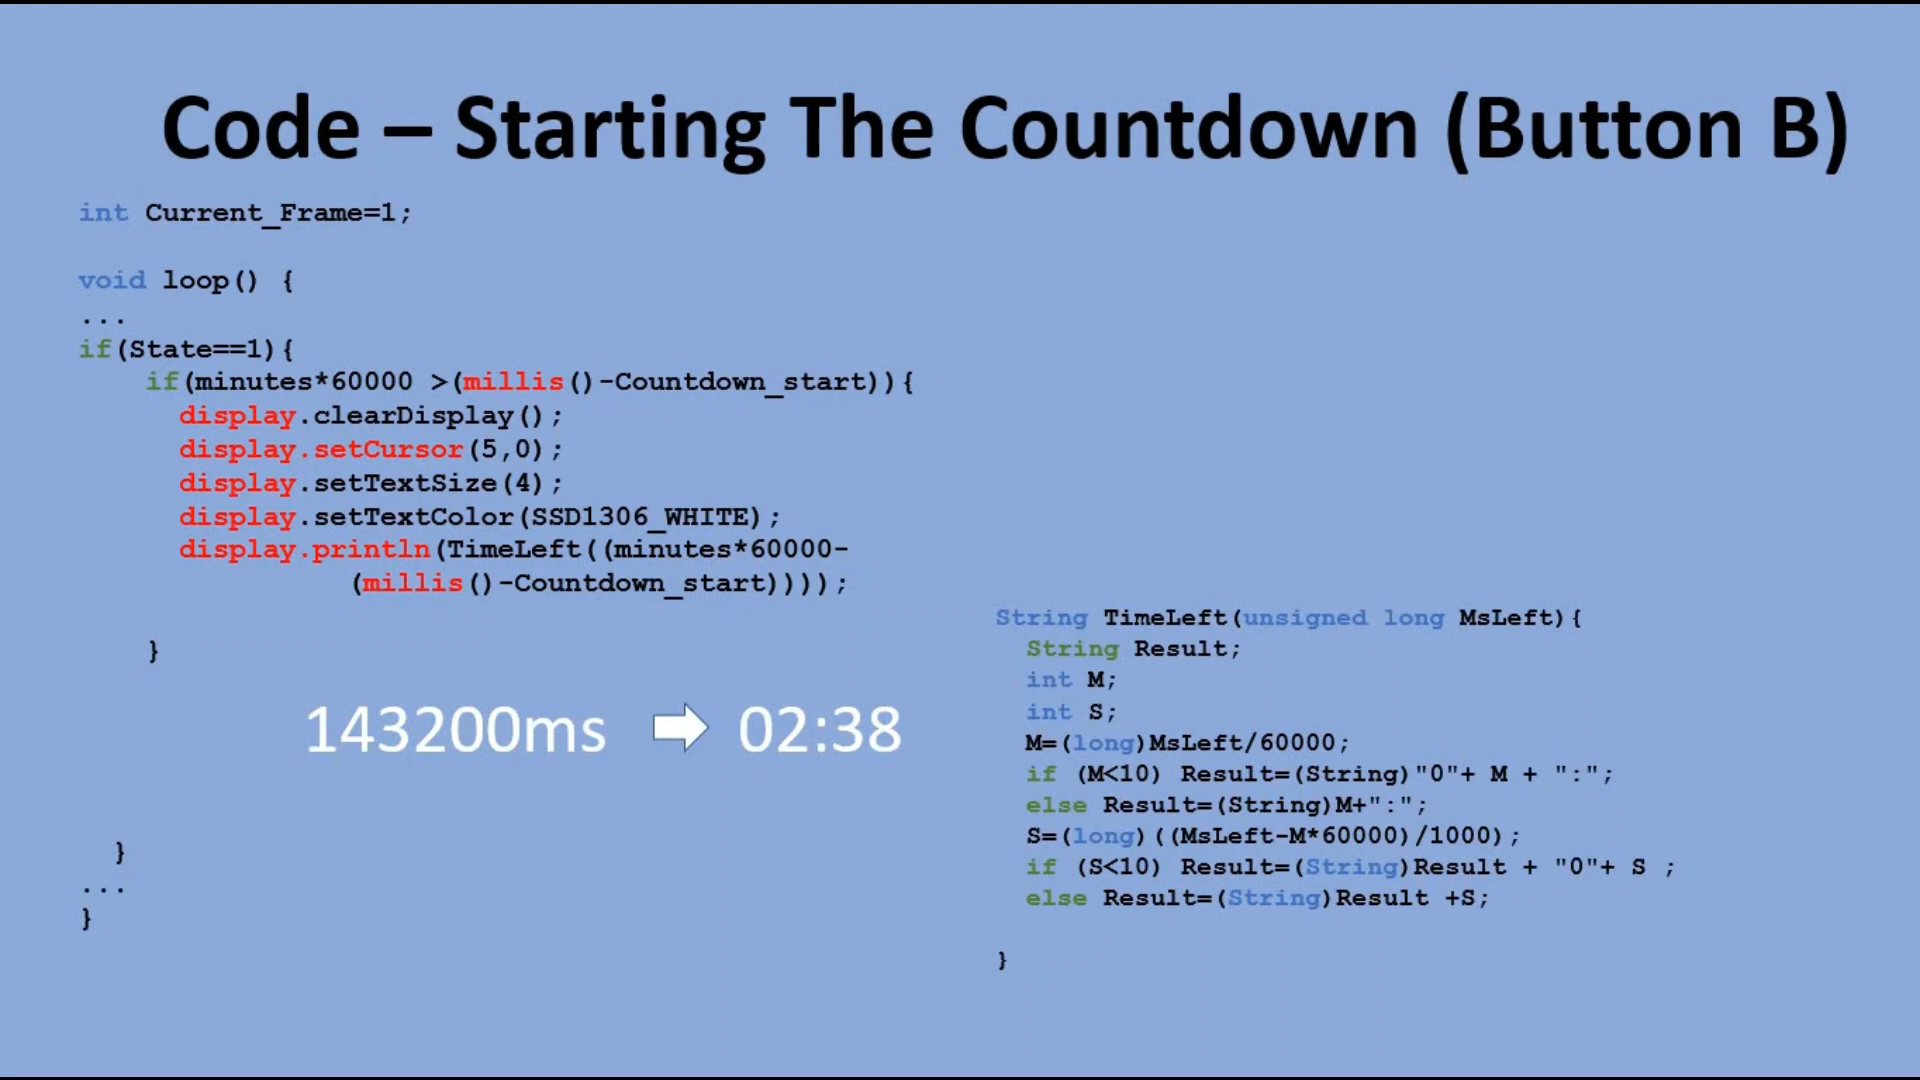 Code – Starting The Countdown (Button B)
int Current_Frame=1;
void loop() {
...
if(State==1){
if(minutes*60000 >(millis()-Countdown_start)){
display.clearDisplay();
display.setCursor(5,0);
display.setTextSize(4);
display.setTextColor(SSD1306_WHITE);
display.println(TimeLeft((minutes*60000-
(millis()-Countdown_start))));
}
143200ms 02:38
}
...
}
String TimeLeft(unsigned long MsLeft){
String Result;
int M;
int S;
M=(long)MsLeft/60000;
if (M<10) Result=(String)"0"+ M + ":";
else Result=(String)M+":";
S=(long)((MsLeft-M*60000)/1000);
if (S<10) Result=(String)Result + "0"+ S ;
else Result=(String)Result +S;
}